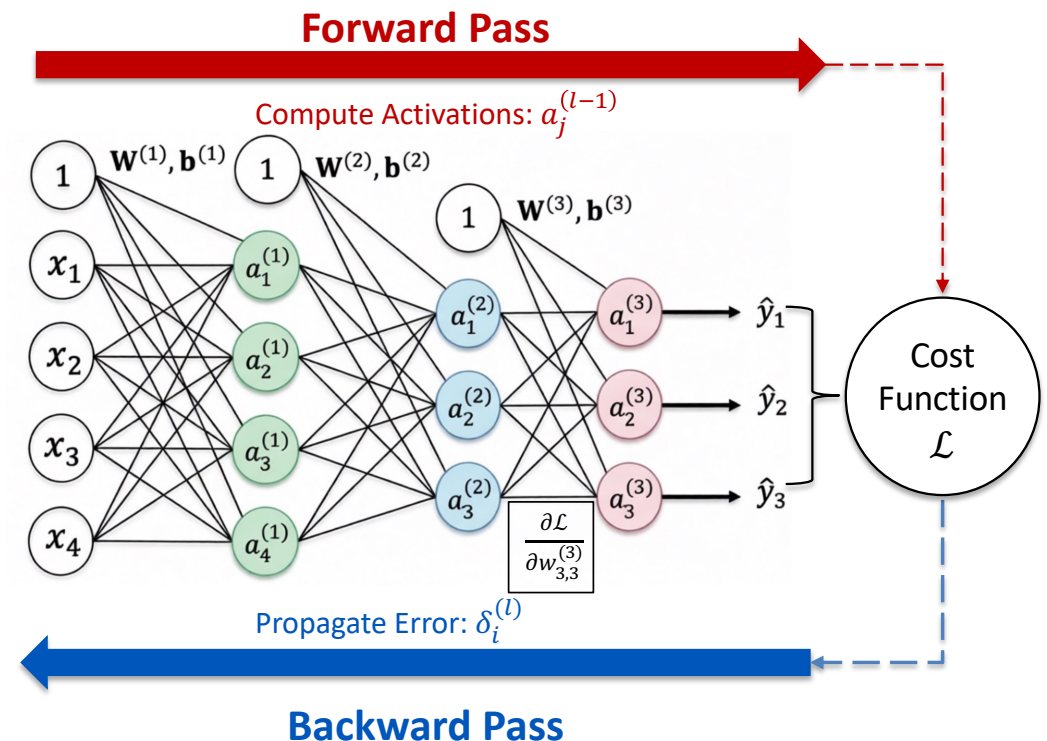 Forward Pass
Compute Activations: a_j^{(l−1)}
1 W^{(1)}, b^{(1)} 1 W^{(2)}, b^{(2)}
1 W^{(3)}, b^{(3)}
x_1 a_1^{(1)}
a_1^{(2)} a_1^{(3)} ŷ_1
x_2 a_2^{(1)}
a_2^{(2)} a_2^{(3)} ŷ_2
x_3 a_3^{(1)}
a_3^{(2)} a_3^{(3)} ŷ_3
x_4 a_4^{(1)}
∂ℒ
∂w_{3,3}^{(3)}
Cost
Function
ℒ
Propagate Error: δ_i^{(l)}
Backward Pass